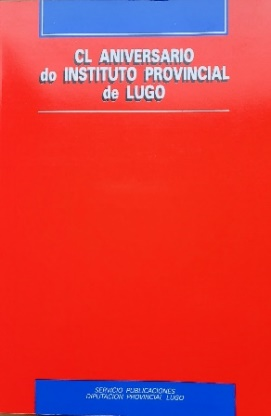 CL ANIVERSARIO
do INSTITUTO PROVINCIAL
de LUGO
SERVICIO PUBLICACIONES
DIPUTACION PROVINCIAL LUGO